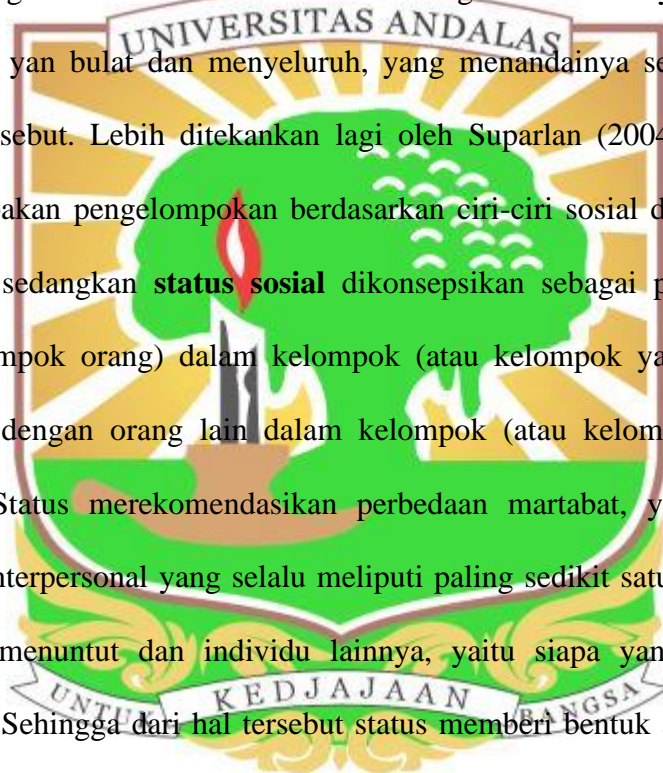 UNIVERSITAS ANDALAS
yan bulat dan menyeluruh, yang menandainya se
sebut. Lebih ditekankan lagi oleh Suparlan (2004
akan pengelompokan berdasarkan ciri-ciri sosial d
sedangkan status sosial dikonsepsikan sebagai p
mpok orang) dalam kelompok (atau kelompok ya
dengan orang lain dalam kelompok (atau kelom
Status merekomendasikan perbedaan martabat, y
nterpersonal yang selalu meliputi paling sedikit satu
menuntut dan individu lainnya, yaitu siapa yan
UNTUK KEDJAJAAN BANGSA
Sehingga dari hal tersebut status memberi bentuk